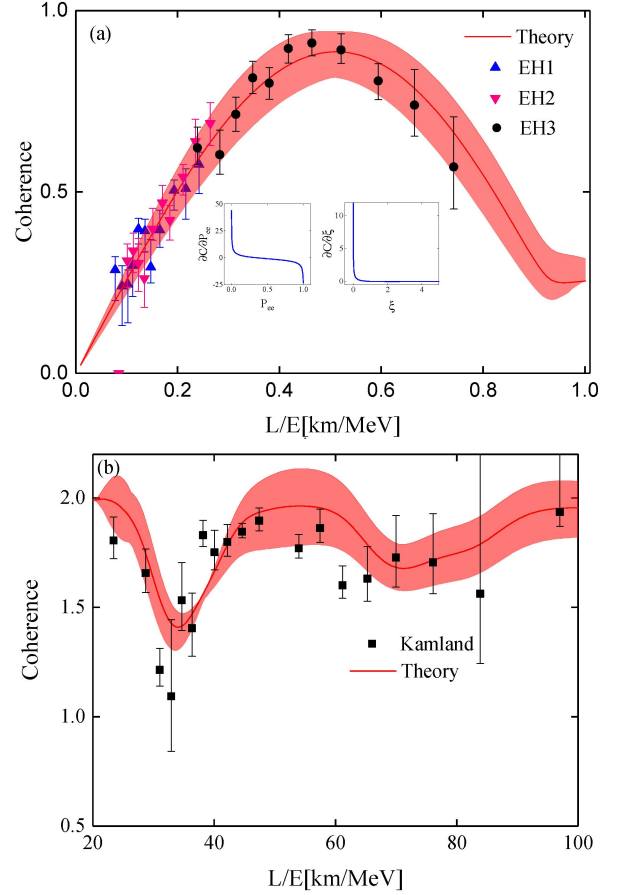 (a)
Theory
EH1
EH2
EH3
Coherence
1.0
0.5
0.0
50
25
0
-25
∂C/∂P_ee
0.0 0.5 1.0
P_ee
10
5
0
∂C/∂ξ
0 2 4
ξ
0.0 0.2 0.4 0.6 0.8 1.0
L/E[km/MeV]
(b)
Coherence
2.0
1.5
1.0
0.5
Kamland
Theory
20 40 60 80 100
L/E[km/MeV]